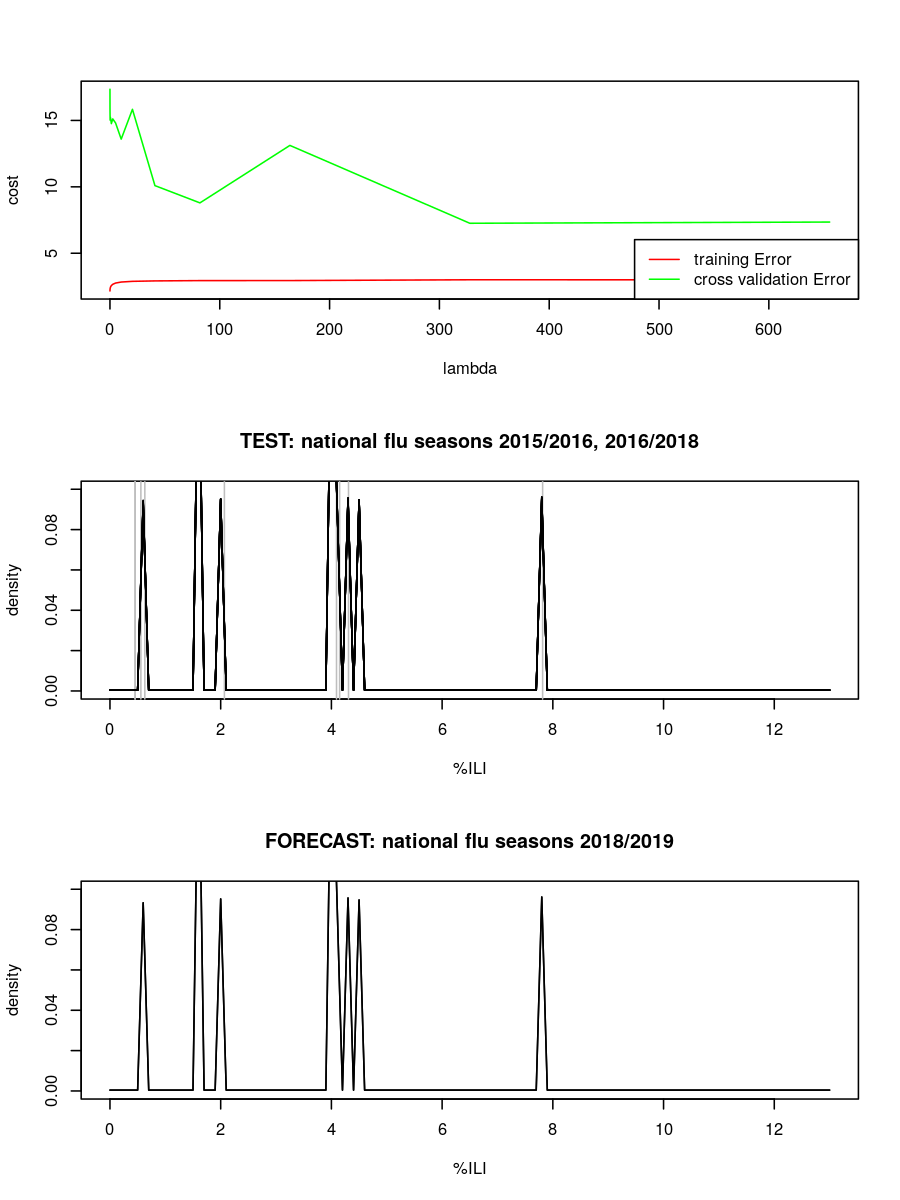 cost
5
10
15
training Error
cross validation Error
0 100 200 300 400 500 600
lambda
TEST: national flu seasons 2015/2016, 2016/2018
density
0.00
0.04
0.08
0 2 4 6 8 10 12
%ILI
FORECAST: national flu seasons 2018/2019
density
0.00
0.04
0.08
0 2 4 6 8 10 12
%ILI